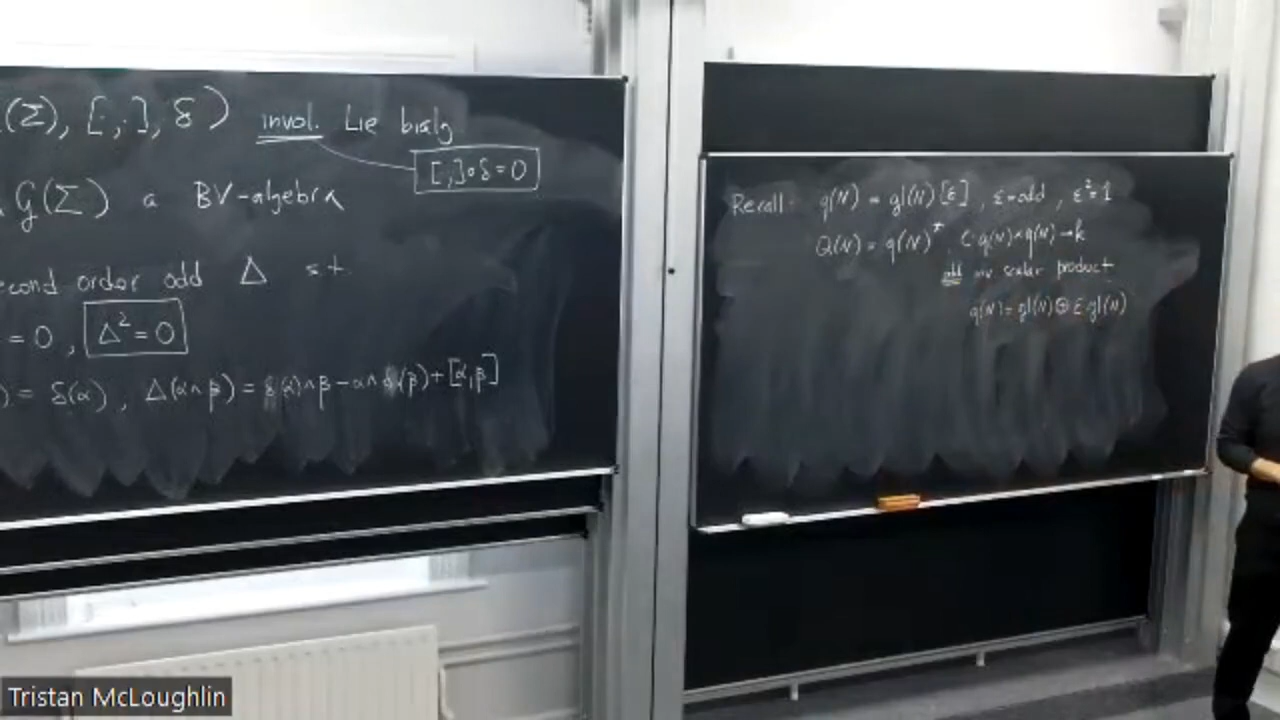 (Σ), [·,·], δ) invol. Lie bialg
[,]∘δ=0
G(Σ) a BV-algebra
econd order odd Δ s.t.
= 0 , Δ²=0
) = δ(α) , Δ(α∧β) = δ(α)∧β − α∧δ(β) + [α,β]
Recall: q(N) = gl(N)[ε] , ε=odd , ε²=1
Q(N) = q(N)^× q(N)×q(N)→k
odd inv scalar product
q(N) = gl(N)⊕ε·gl(N)
Tristan McLoughlin